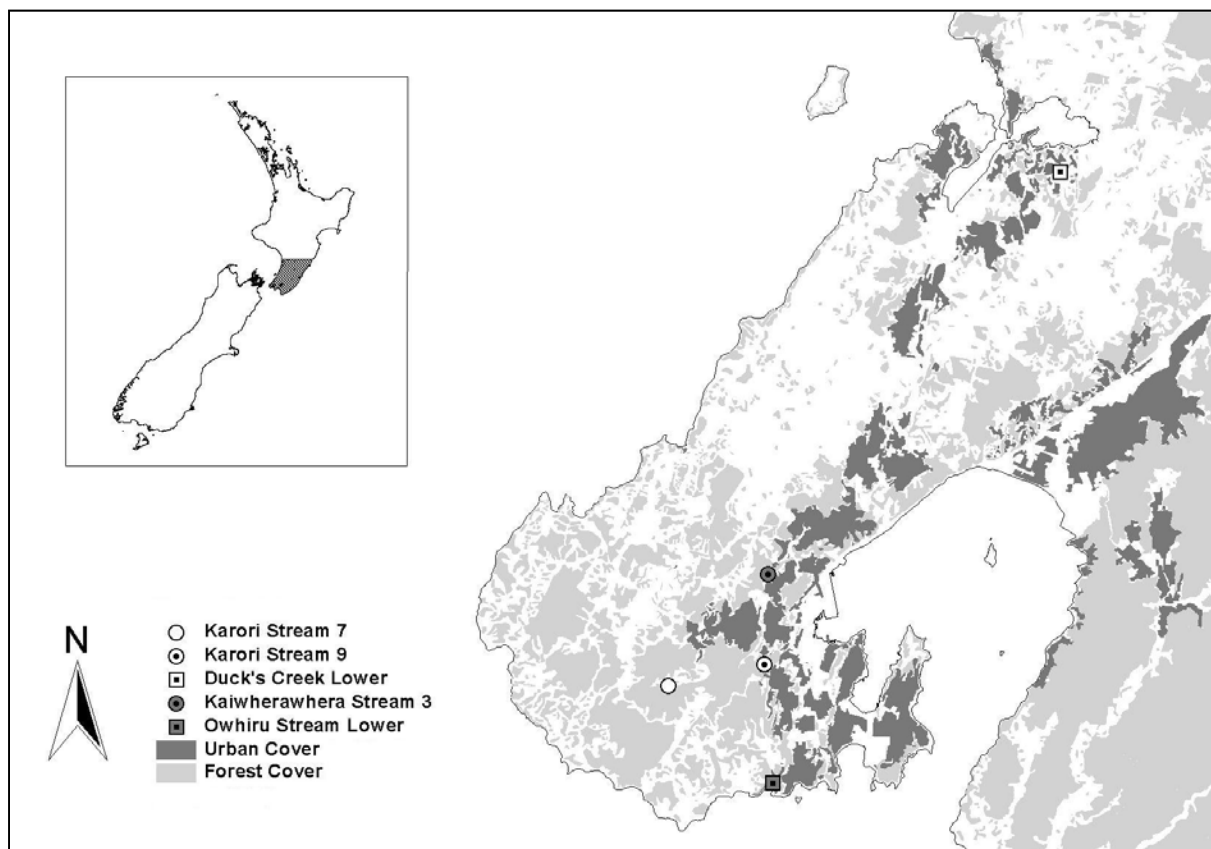 N
Karori Stream 7
Karori Stream 9
Duck's Creek Lower
Kaiwherawhera Stream 3
Owhiru Stream Lower
Urban Cover
Forest Cover